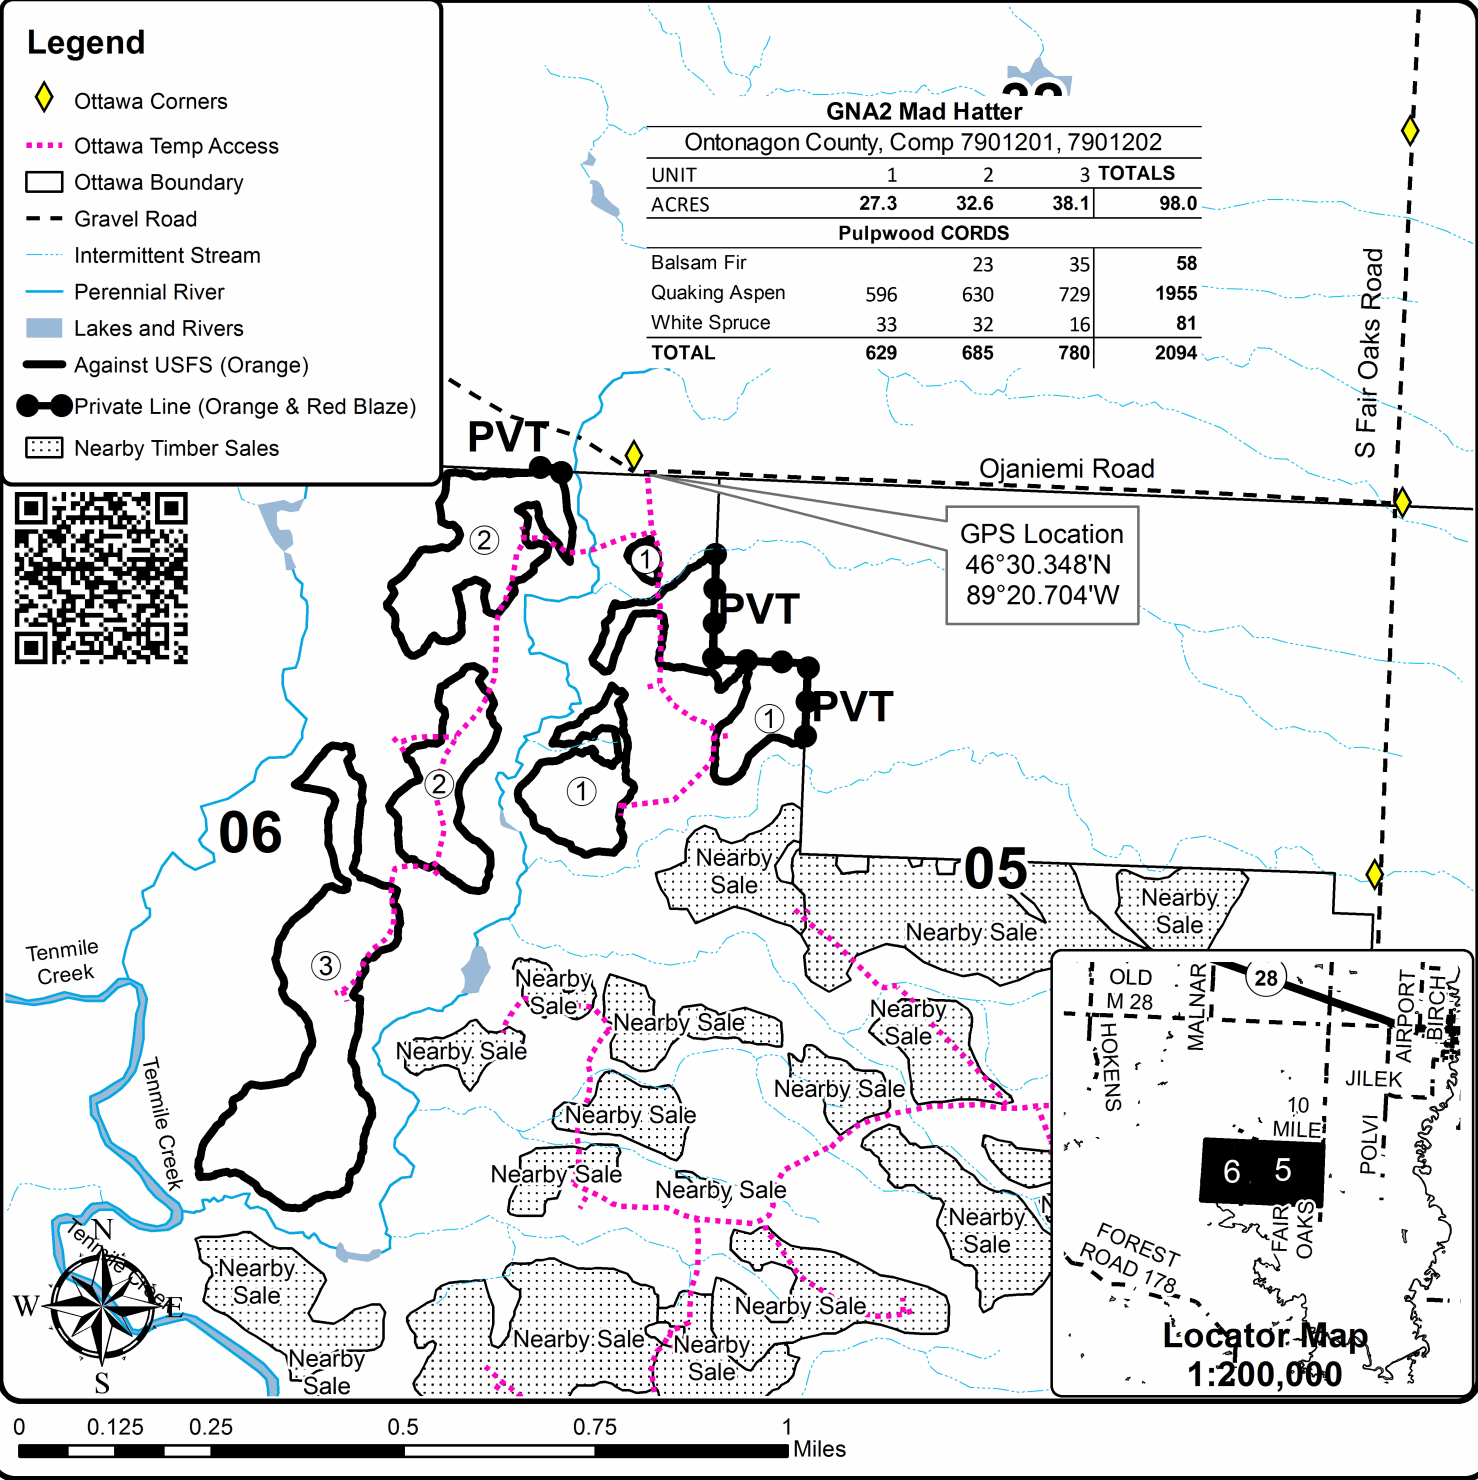 Legend
Ottawa Corners
Ottawa Temp Access
Ottawa Boundary
Gravel Road
Intermittent Stream
Perennial River
Lakes and Rivers
Against USFS (Orange)
Private Line (Orange & Red Blaze)
Nearby Timber Sales
GNA2 Mad Hatter
Ontonagon County, Comp 7901201, 7901202
UNIT 1 2 3 TOTALS
ACRES 27.3 32.6 38.1 98.0
Pulpwood CORDS
Balsam Fir 23 35 58
Quaking Aspen 596 630 729 1955
White Spruce 33 32 16 81
TOTAL 629 685 780 2094
S Fair Oaks Road
PVT
Ojaniemi Road
GPS Location
46°30.348'N
89°20.704'W
2
1
PVT
PVT
1
2
1
06
05
Nearby
Sale
Nearby
Sale
Nearby Sale
Tenmile
Creek
3
Nearby
Sale
Nearby Sale
Nearby
Sale
Nearby Sale
Nearby Sale
Nearby Sale
Tenmile Creek
Nearby Sale
Nearby Sale
Nearby
Sale
Tenmile Creek
N
W
E
S
Nearby
Sale
Nearby Sale
Nearby Sale
Nearby
Sale
Nearby
Sale
OLD
M 28
MALNAR
28
AIRPORT
BIRCH
HOKENS
JILEK
10
MILE
POLVI
6 5
FAIR
OAKS
FOREST
ROAD 178
Locator Map
1:200,000
0 0.125 0.25 0.5 0.75 1
Miles